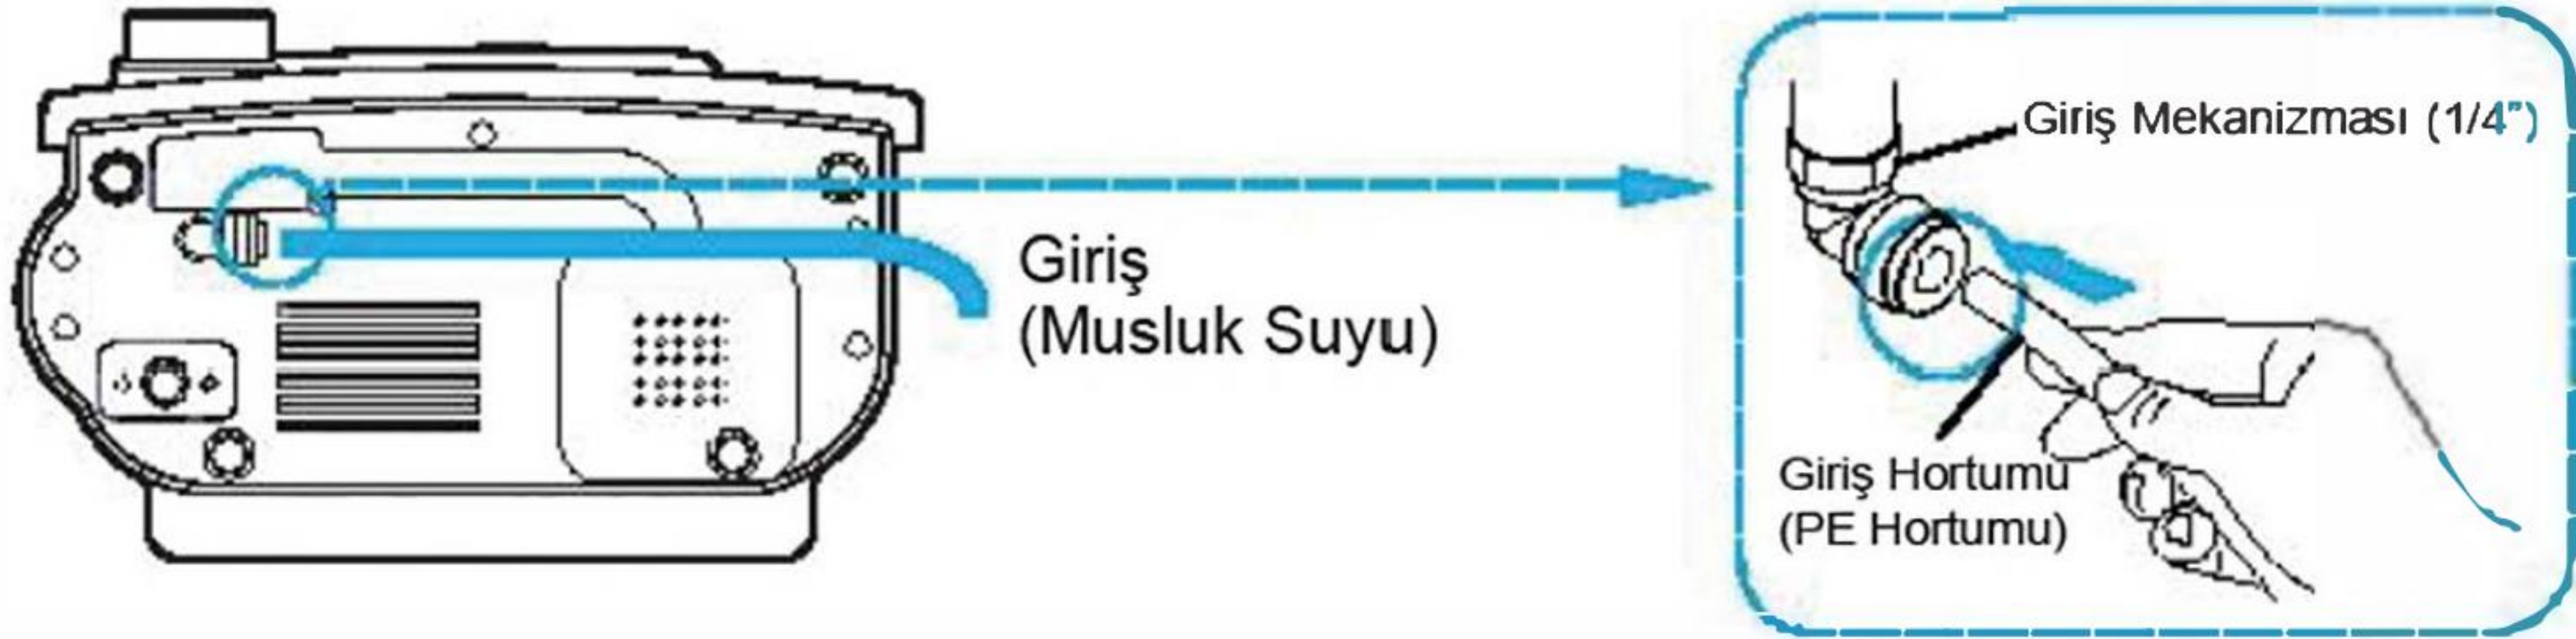 Giriş
(Musluk Suyu)
Giriş Mekanizması (1/4")
Giriş Hortumu
(PE Hortumu)